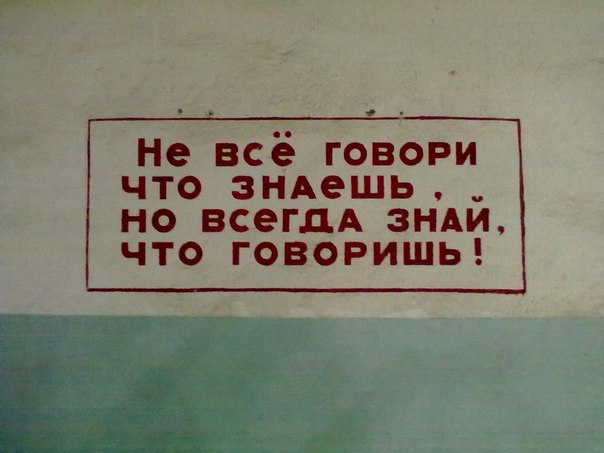 Не всё говори
что знаешь ,
но всегда знай,
что говоришь!